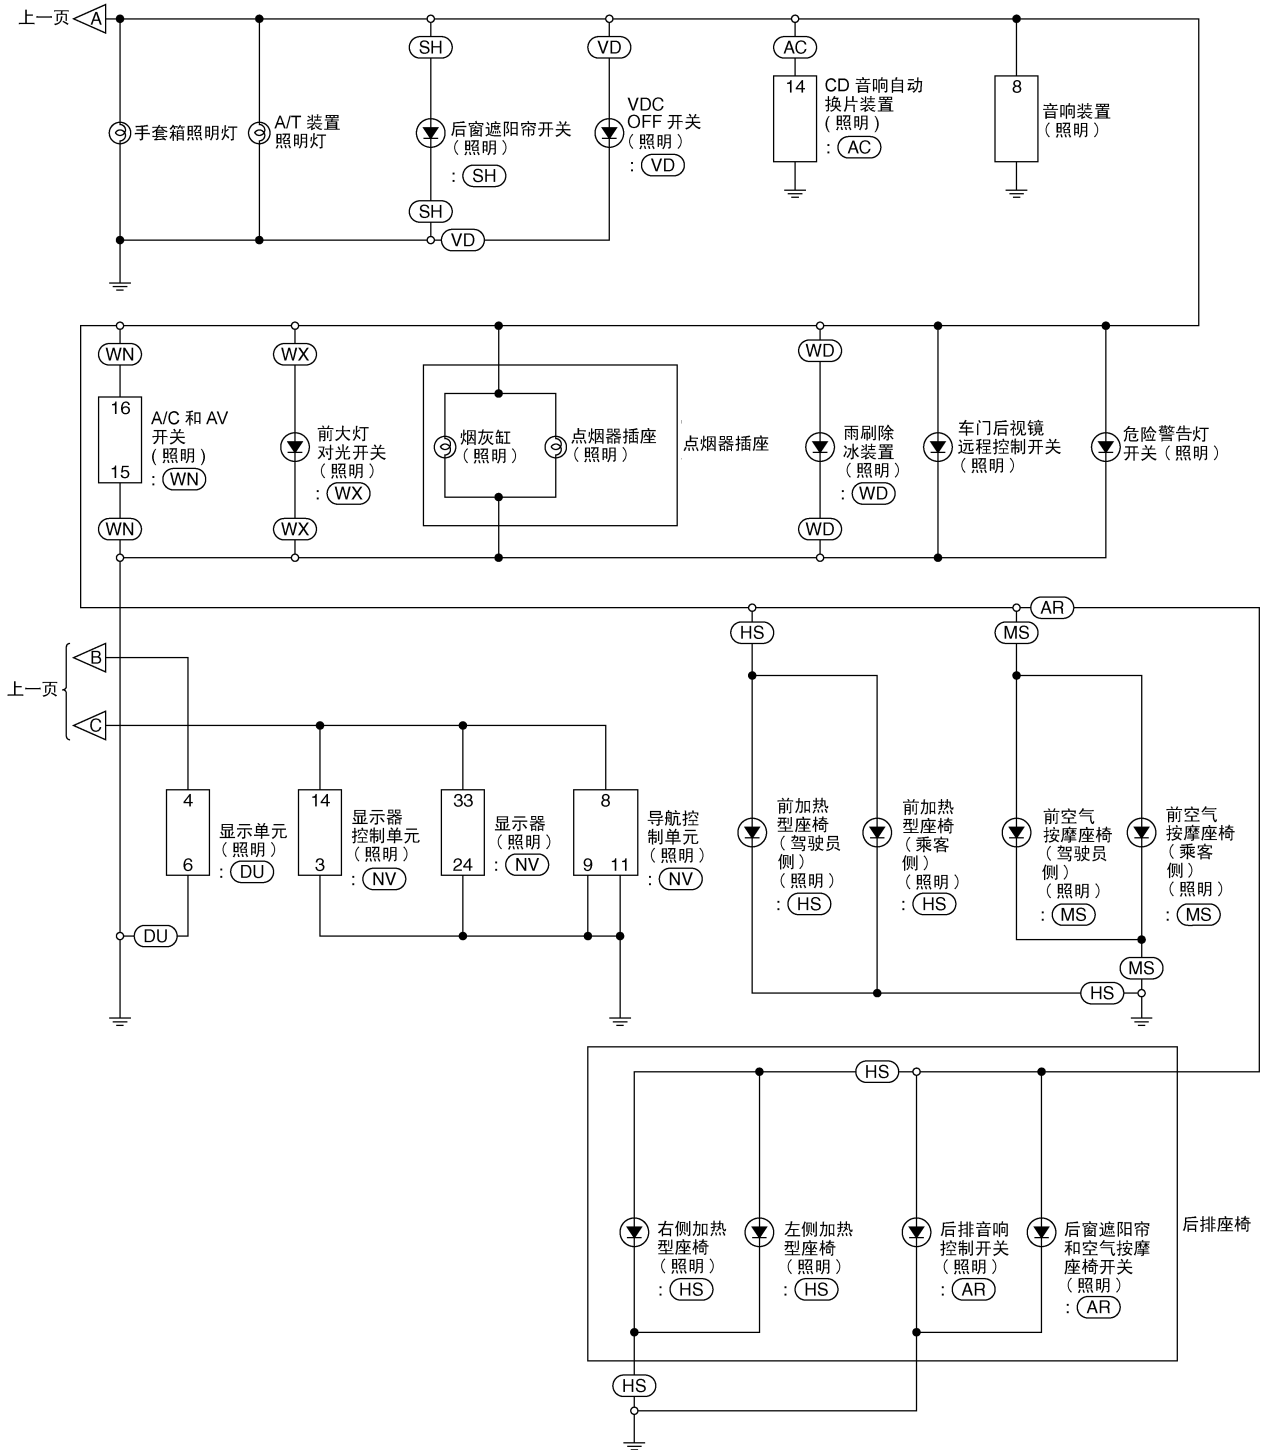 上一页
A
SH
VD
AC
14
8
手套箱照明灯
A/T 装置
照明灯
后窗遮阳帘开关
（照明）
: SH
VDC
OFF 开关
（照明）
: VD
CD 音响自动
换片装置
(照明)
: AC
音响装置
（照明）
SH
VD
WN
WX
WD
16
15
A/C 和 AV
开关
(照明)
: WN
前大灯
对光开关
（照明）
: WX
烟灰缸
（照明）
点烟器插座
（照明）
点烟器插座
雨刷除
冰装置
（照明）
: WD
车门后视镜
远程控制开关
（照明）
危险警告灯
开关（照明）
WN
WX
WD
AR
HS
MS
上一页
B
C
4
6
显示单元
（照明）
: DU
14
3
显示器
控制单元
（照明）
: NV
33
24
显示器
（照明）
: NV
8
9 11
导航控
制单元
（照明）
: NV
前加热
型座椅
（驾驶员
侧）
（照明）
: HS
前加热
型座椅
（乘客
侧）
（照明）
: HS
前空气
按摩座椅
（驾驶员
侧）
（照明）
: MS
前空气
按摩座椅
（乘客
侧）
（照明）
: MS
DU
MS
HS
HS
右侧加热
型座椅
（照明）
: HS
左侧加热
型座椅
（照明）
: HS
后排音响
控制开关
（照明）
: AR
后窗遮阳帘
和空气按摩
座椅开关
（照明）
: AR
后排座椅
HS